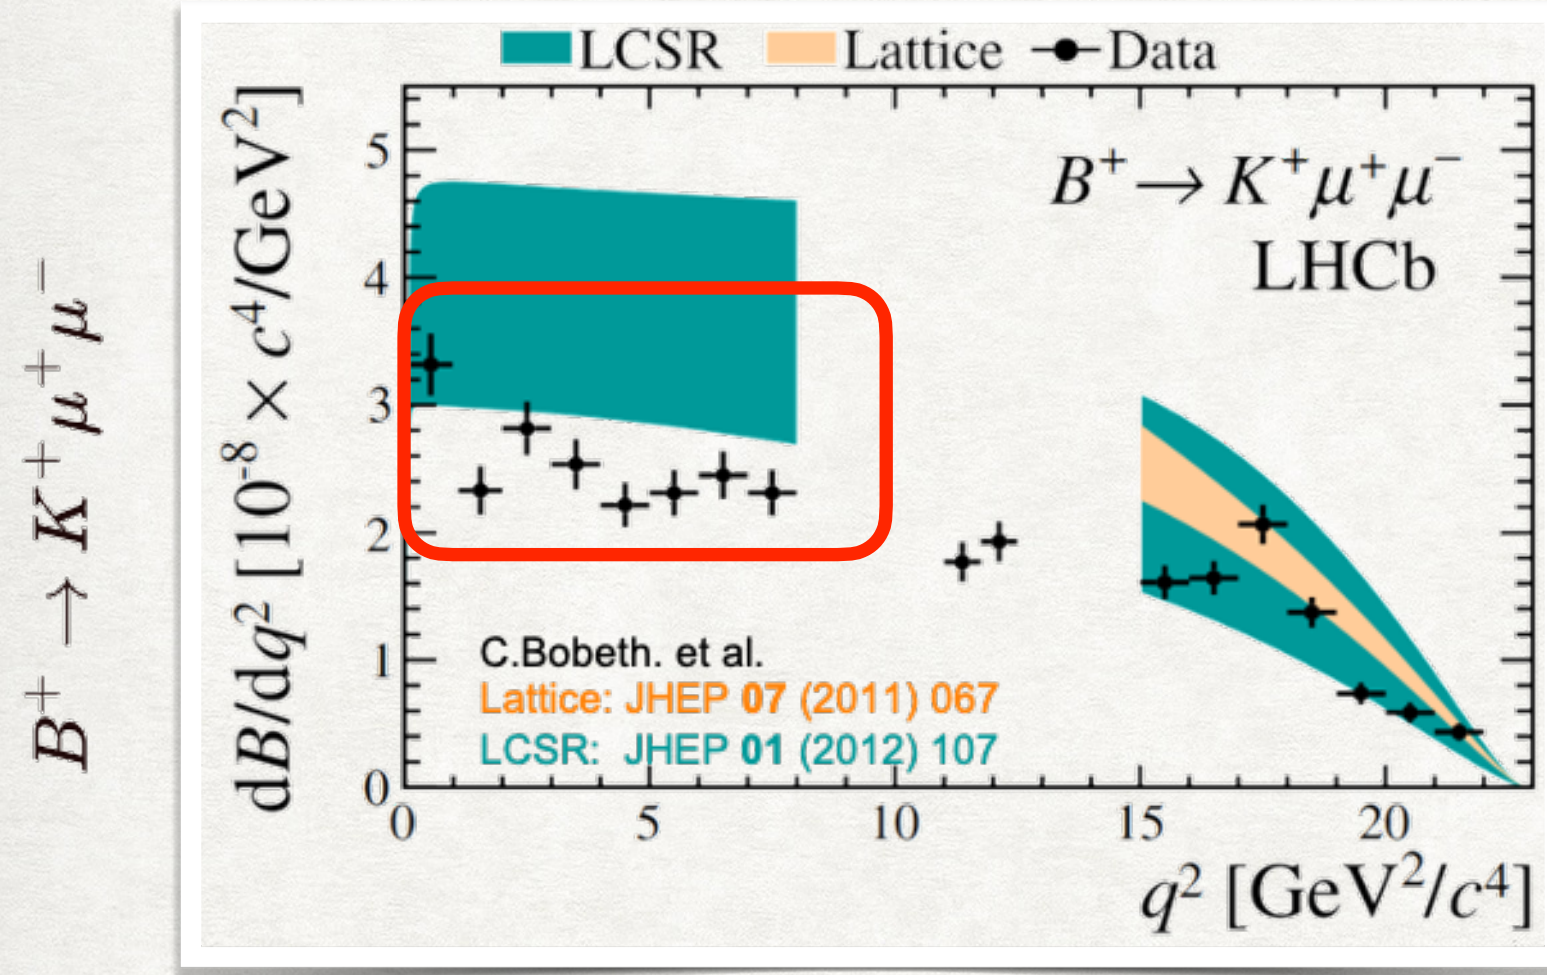 B⁺ → K⁺ μ⁺ μ⁻
LCSR Lattice Data
dB/dq² [10⁻⁸ × c⁴/GeV²]
5
4
3
2
1
0
B⁺ → K⁺μ⁺μ⁻
LHCb
C.Bobeth. et al.
Lattice: JHEP 07 (2011) 067
LCSR: JHEP 01 (2012) 107
0 5 10 15 20
q² [GeV²/c⁴]